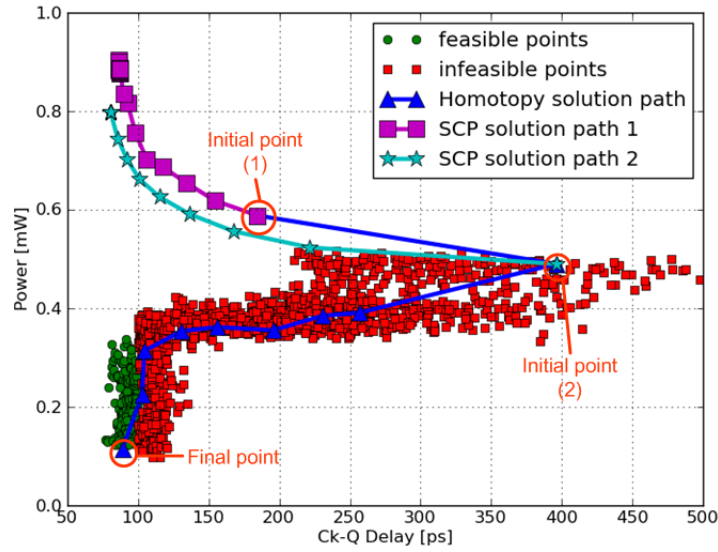 feasible points
infeasible points
Homotopy solution path
SCP solution path 1
SCP solution path 2
Initial point
(1)
Initial point
(2)
Final point
Power [mW]
1.0
0.8
0.6
0.4
0.2
0.0
50 100 150 200 250 300 350 400 450 500
Ck-Q Delay [ps]